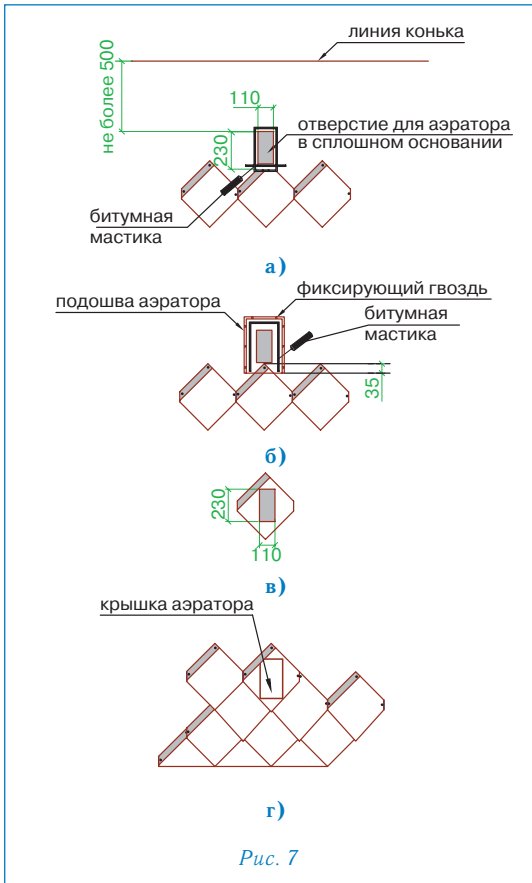 линия конька
не более 500
110
230
отверстие для аэратора
в сплошном основании
битумная
мастика
а)
фиксирующий гвоздь
подошва аэратора
битумная
мастика
35
б)
230
110
в)
крышка аэратора
г)
Рис. 7